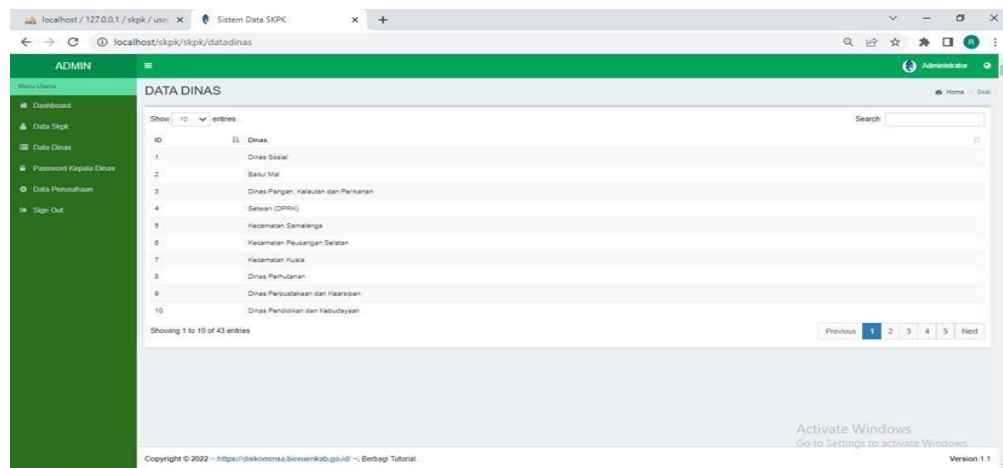 localhost / 127.0.0.1 / skpk / use
Sistem Data SKPK
localhost/skpk/skpk/datadinas
R
ADMIN
Administrator
Menu Utama
DATA DINAS
Home
Soal
Dashboard
Data Skpk
Data Dinas
Password Kepala Dinas
Data Perusahaan
Sign Out
Show 10 entries
Search:
ID Dinas
1 Dinas Sosial
2 Baitul Mal
3 Dinas Pangan, Kelautan dan Perikanan
4 Setwan (DPRK)
5 Kecamatan Samalanga
6 Kecamatan Peusangan Selatan
7 Kecamatan Kuala
8 Dinas Perhutanan
9 Dinas Perpustakaan dan Kearsipan
10 Dinas Pendidikan dan Kebudayaan
Showing 1 to 10 of 43 entries
Previous 1 2 3 4 5 Next
Activate Windows
Go to Settings to activate Windows.
Copyright © 2022 ~ https://diskominsa.bireuenkab.go.id/ ~. Berbagi Tutorial.
Version 1.1